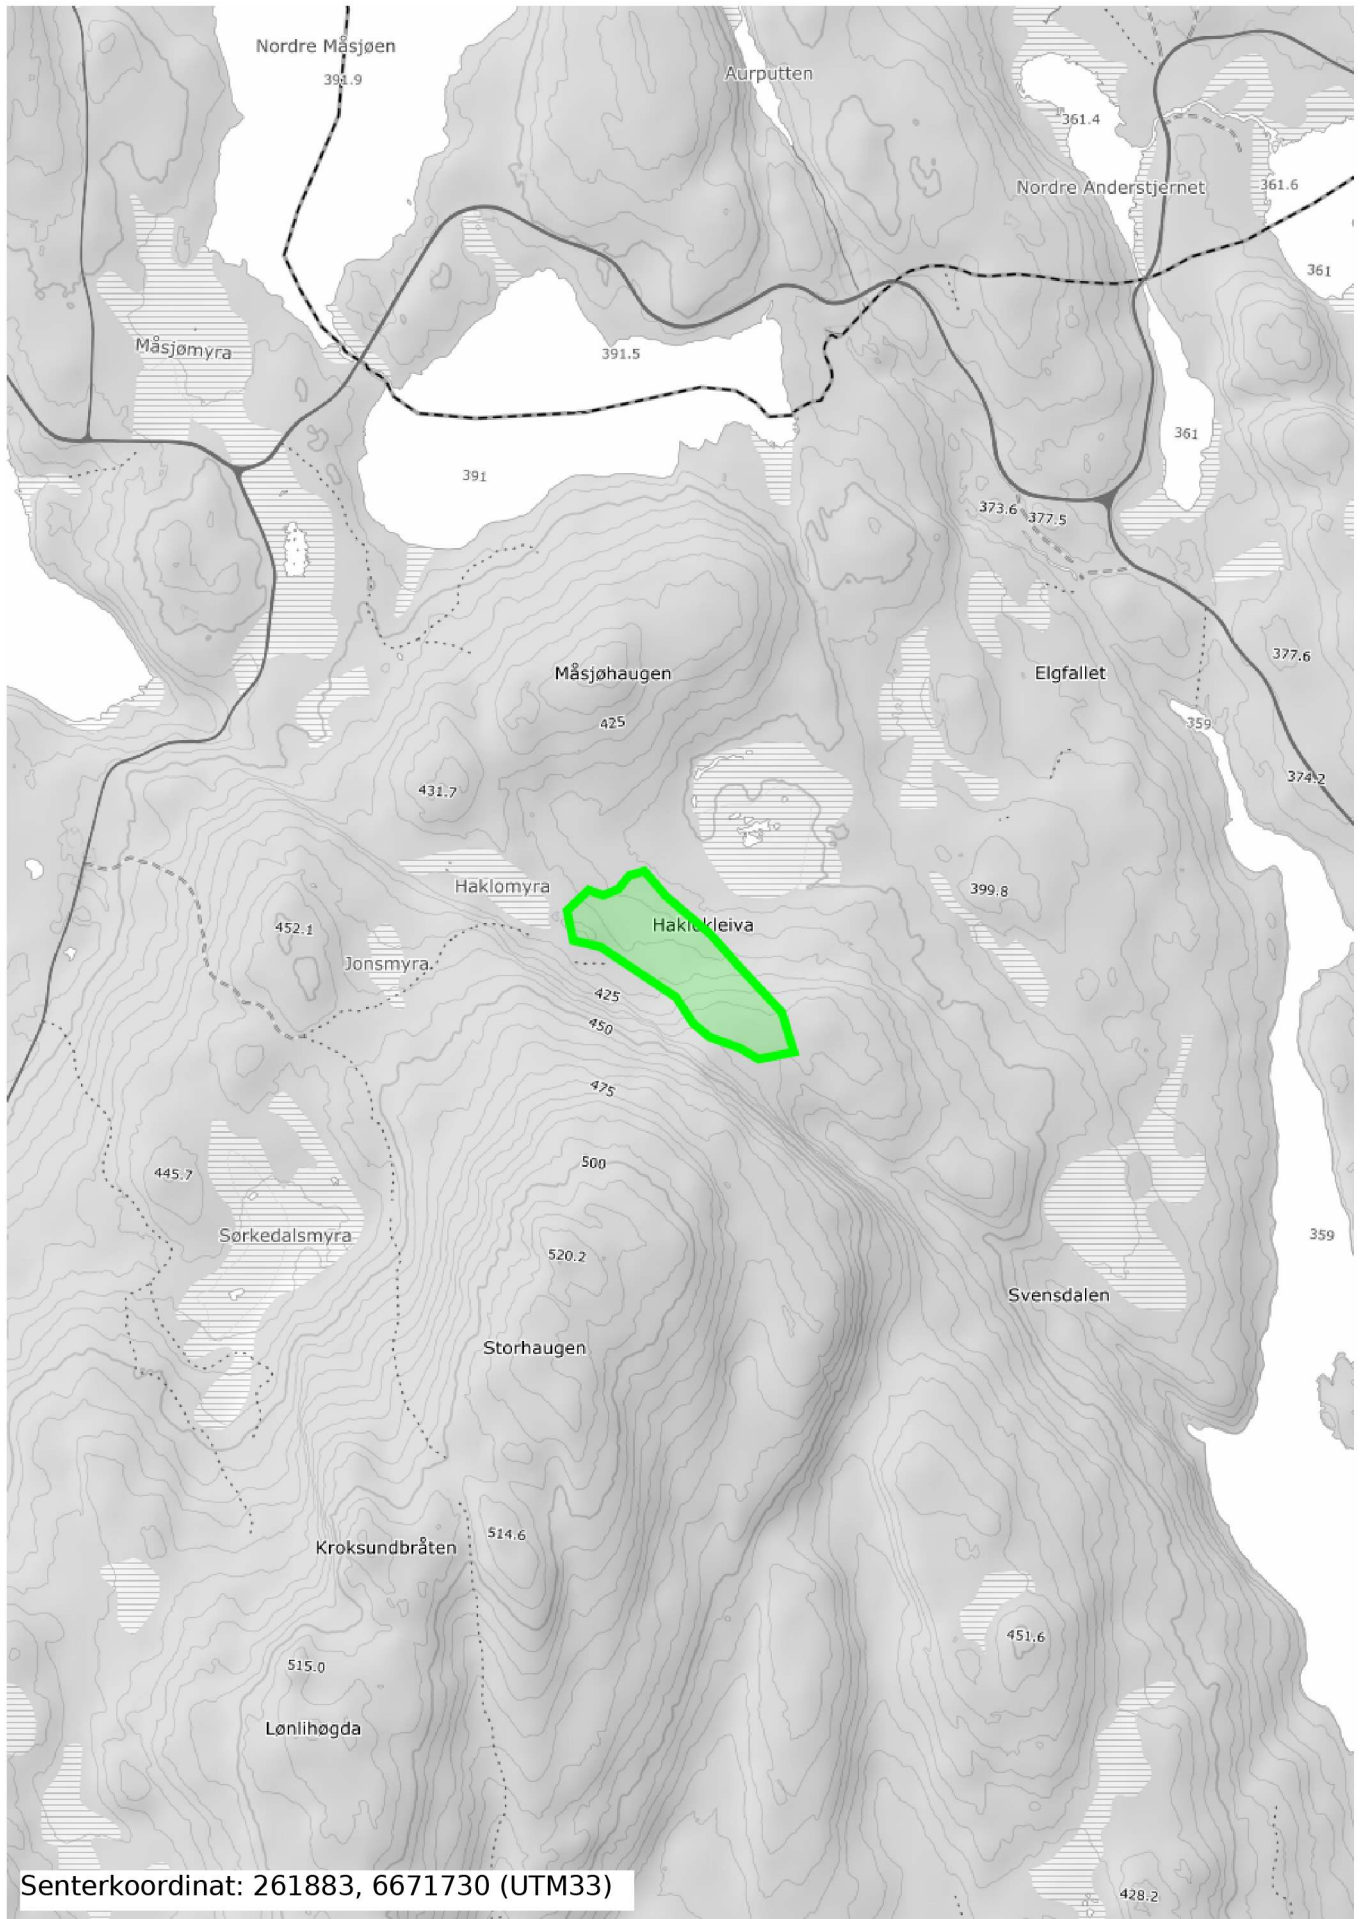 Nordre Måsjøen
391.9
Aurputten
361.4
Nordre Anderstjernet
361.6
361
Måsjømyra
391.5
361
391
373.6
377.5
Måsjøhaugen
Elgfallet
377.6
425
359
374.2
431.7
Haklomyra
399.8
452.1
Haklokleiva
Jonsmyra
425
450
475
500
445.7
Sørkedalsmyra
359
520.2
Svensdalen
Storhaugen
514.6
Kroksundbråten
451.6
515.0
Lønlihøgda
Senterkoordinat: 261883, 6671730 (UTM33)
428.2